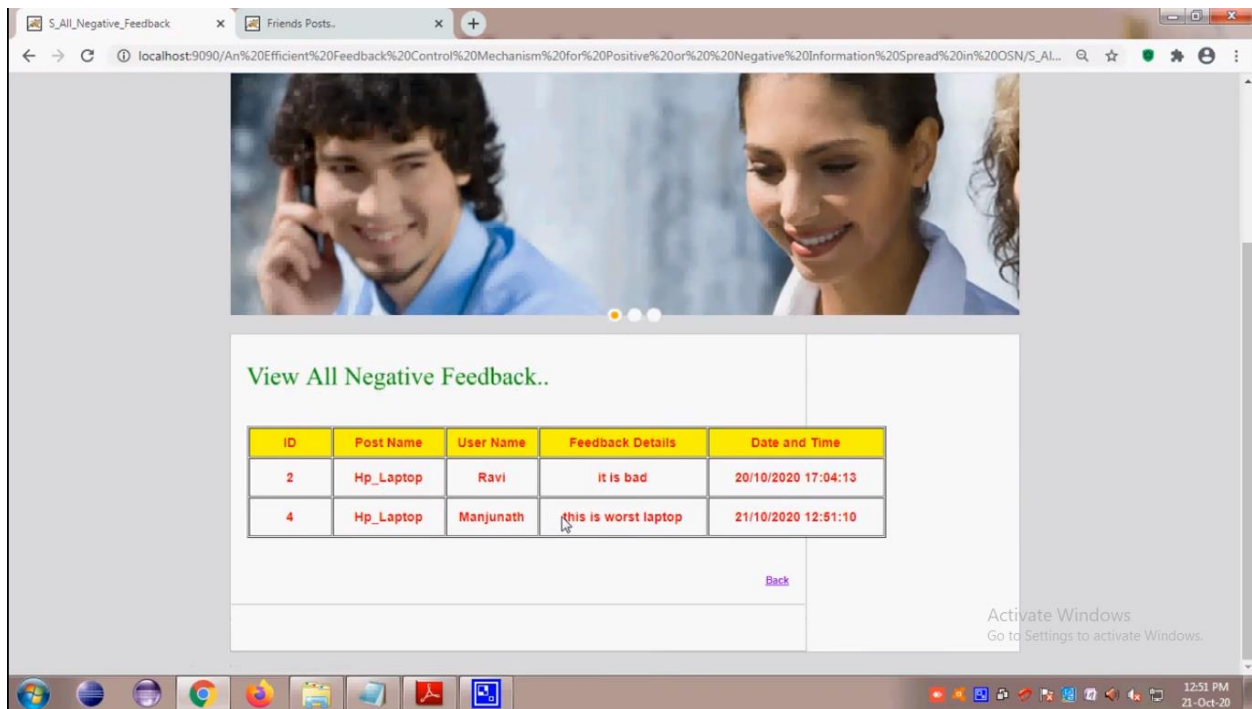 S_All_Negative_Feedback
Friends Posts..
localhost:9090/An%20Efficient%20Feedback%20Control%20Mechanism%20for%20Positive%20or%20%20Negative%20Information%20Spread%20in%20OSN/S_Al...
View All Negative Feedback..
ID Post Name User Name Feedback Details Date and Time
2 Hp_Laptop Ravi it is bad 20/10/2020 17:04:13
4 Hp_Laptop Manjunath this is worst laptop 21/10/2020 12:51:10
Back
Activate Windows
Go to Settings to activate Windows.
12:51 PM
21-Oct-20